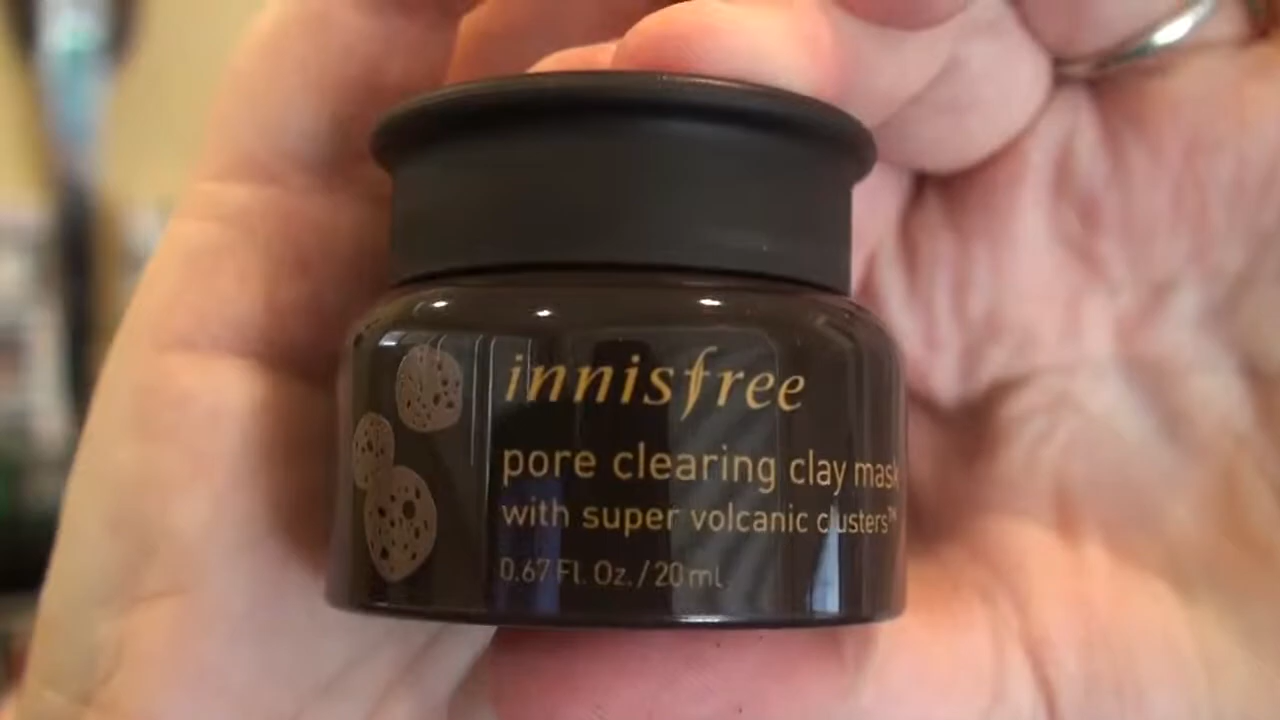 innisfree
pore clearing clay mask
with super volcanic clusters™
0.67 Fl. Oz. / 20 mL